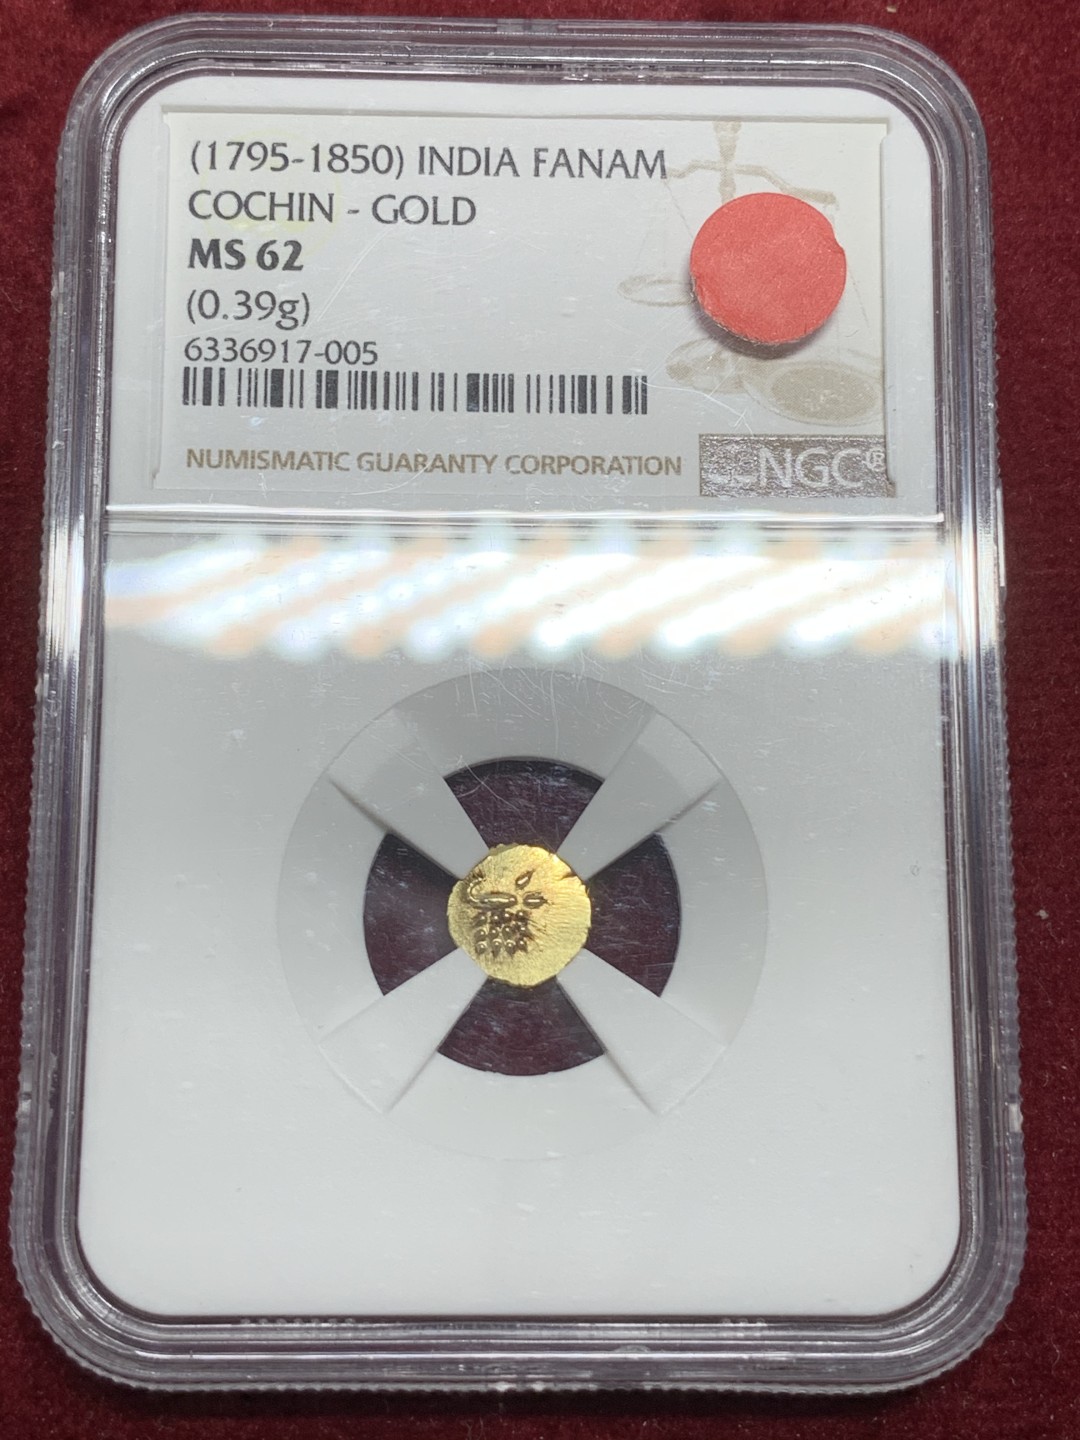 (1795-1850) INDIA FANAM
COCHIN - GOLD
MS 62
(0.39g)
6336917-005
NUMISMATIC GUARANTY CORPORATION
NGC®